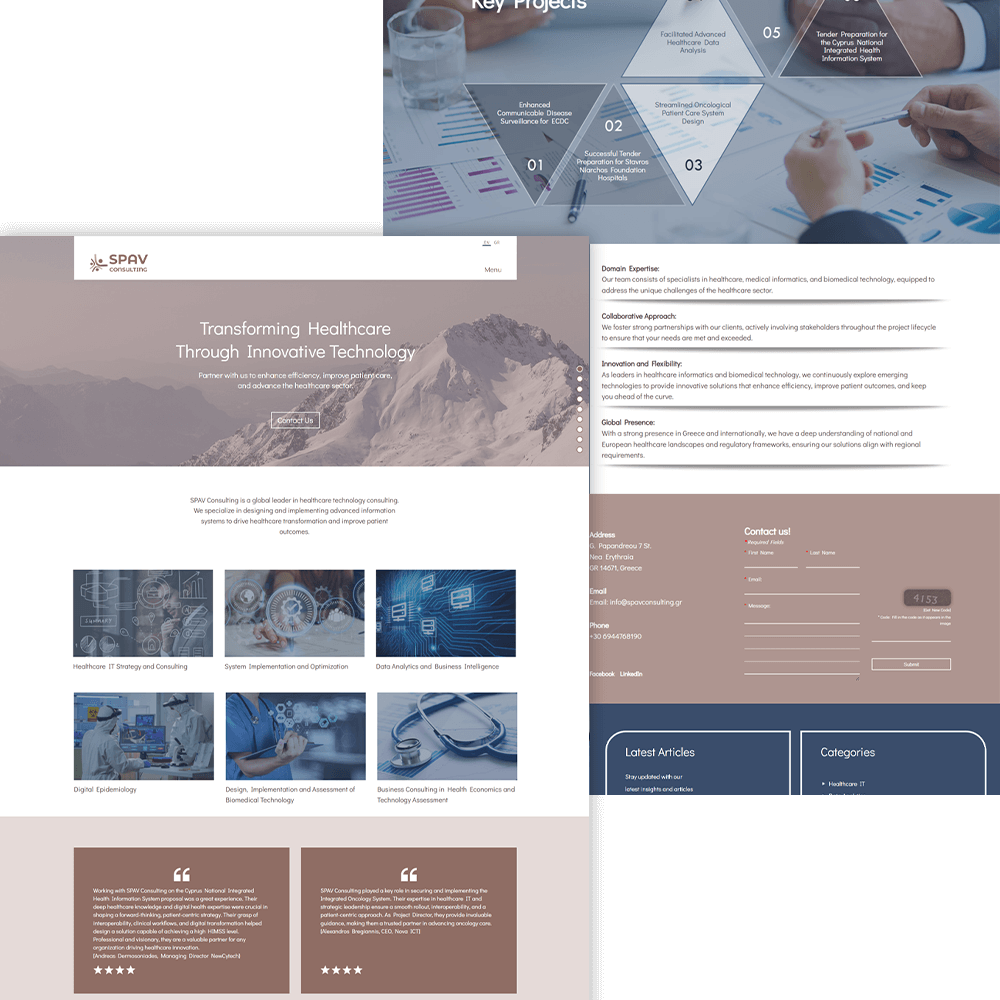 Key Projects
Facilitated Advanced
Healthcare Data
Analysis
05
Tender Preparation for
the Cyprus National
Integrated Health
Information System
Enhanced
Communicable Disease
Surveillance for ECDC
01
02
Successful Tender
Preparation for Stavros
Niarchos Foundation
Hospitals
Streamlined Oncological
Patient Care System
Design
03
EN GR
SPAV
CONSULTING
Menu
Transforming Healthcare
Through Innovative Technology
Partner with us to enhance efficiency, improve patient care,
and advance the healthcare sector.
Contact Us
SPAV Consulting is a global leader in healthcare technology consulting.
We specialize in designing and implementing advanced information
systems to drive healthcare transformation and improve patient
outcomes.
SUMMARY
Healthcare IT Strategy and Consulting
System Implementation and Optimization
Data Analytics and Business Intelligence
Digital Epidemiology
Design, Implementation and Assessment of
Biomedical Technology
Business Consulting in Health Economics and
Technology Assessment
Working with SPAV Consulting on the Cyprus National Integrated
Health Information System proposal was a great experience. Their
deep healthcare knowledge and digital health expertise were crucial in
shaping a forward-thinking, patient-centric strategy. Their grasp of
interoperability, clinical workflows, and digital transformation helped
design a solution capable of achieving a high HIMSS level.
Professional and visionary, they are a valuable partner for any
organization driving healthcare innovation.
[Andreas Dermosoniades, Managing Director NewCytech]
SPAV Consulting played a key role in securing and implementing the
Integrated Oncology System. Their expertise in healthcare IT and
strategic leadership ensure a smooth rollout, interoperability, and a
patient-centric approach. As Project Director, they provide invaluable
guidance, making them a trusted partner in advancing oncology care.
[Alexandros Bregiannis, CEO, Nova ICT]
Domain Expertise:
Our team consists of specialists in healthcare, medical informatics, and biomedical technology, equipped to
address the unique challenges of the healthcare sector.
Collaborative Approach:
We foster strong partnerships with our clients, actively involving stakeholders throughout the project lifecycle
to ensure that your needs are met and exceeded.
Innovation and Flexibility:
As leaders in healthcare informatics and biomedical technology, we continuously explore emerging
technologies to provide innovative solutions that enhance efficiency, improve patient outcomes, and keep
you ahead of the curve.
Global Presence:
With a strong presence in Greece and internationally, we have a deep understanding of national and
European healthcare landscapes and regulatory frameworks, ensuring our solutions align with regional
requirements.
Address
G. Papandreou 7 St.
Nea Erythraia
GR 14671, Greece
Email
Email: info@spavconsulting.gr
Phone
+30 6944768190
Facebook LinkedIn
Contact us!
* Required Fields
* First Name
* Last Name
* Email:
* Message:
4153
[Get New Code]
* Code: Fill in the code as it appears in the
image
Submit
Latest Articles
Stay updated with our
latest insights and articles
Categories
Healthcare IT